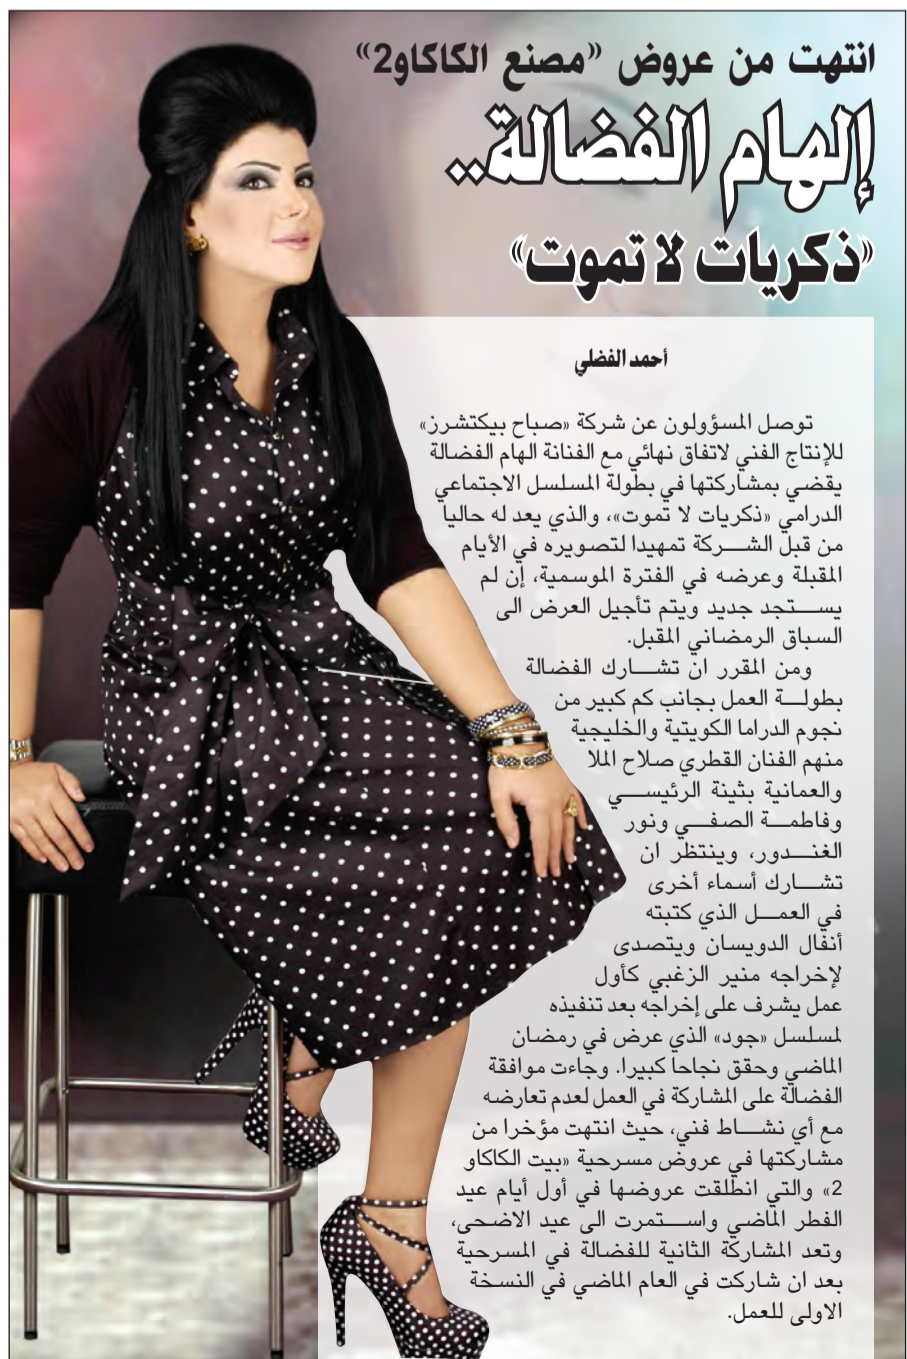 انتهت من عروض «مصنع الكاكاو2»
إلهام الفضالة..
«ذكريات لا تموت»
أحمد الفضلي
توصل المسؤولون عن شركة «صباح بيكتشرز»
للإنتاج الفني لاتفاق نهائي مع الفنانة الهام الفضالة
يقضي بمشاركتها في بطولة المسلسل الاجتماعي
الدرامي «ذكريات لا تموت»، والذي يعد له حاليا
من قبل الشركة تمهيدا لتصويره في الأيام
المقبلة وعرضه في الفترة الموسمية، إن لم
يستجد جديد ويتم تأجيل العرض الى
السباق الرمضاني المقبل.
ومن المقرر ان تشارك الفضالة
بطولة العمل بجانب كم كبير من
نجوم الدراما الكويتية والخليجية
منهم الفنان القطري صلاح الملا
والعمانية بثينة الرئيسي
وفاطمة الصفي ونور
الغندور، وينتظر ان
تشارك أسماء أخرى
في العمل الذي كتبته
أنفال الدويسان ويتصدى
لإخراجه منير الزغبي كأول
عمل يشرف على إخراجه بعد تنفيذه
لمسلسل «جود» الذي عرض في رمضان
الماضي وحقق نجاحا كبيرا. وجاءت موافقة
الفضالة على المشاركة في العمل لعدم تعارضه
مع أي نشاط فني، حيث انتهت مؤخرا من
مشاركتها في عروض مسرحية «بيت الكاكاو
2» والتي انطلقت عروضها في أول أيام عيد
الفطر الماضي واستمرت الى عيد الاضحى،
وتعد المشاركة الثانية للفضالة في المسرحية
بعد ان شاركت في العام الماضي في النسخة
الاولى للعمل.